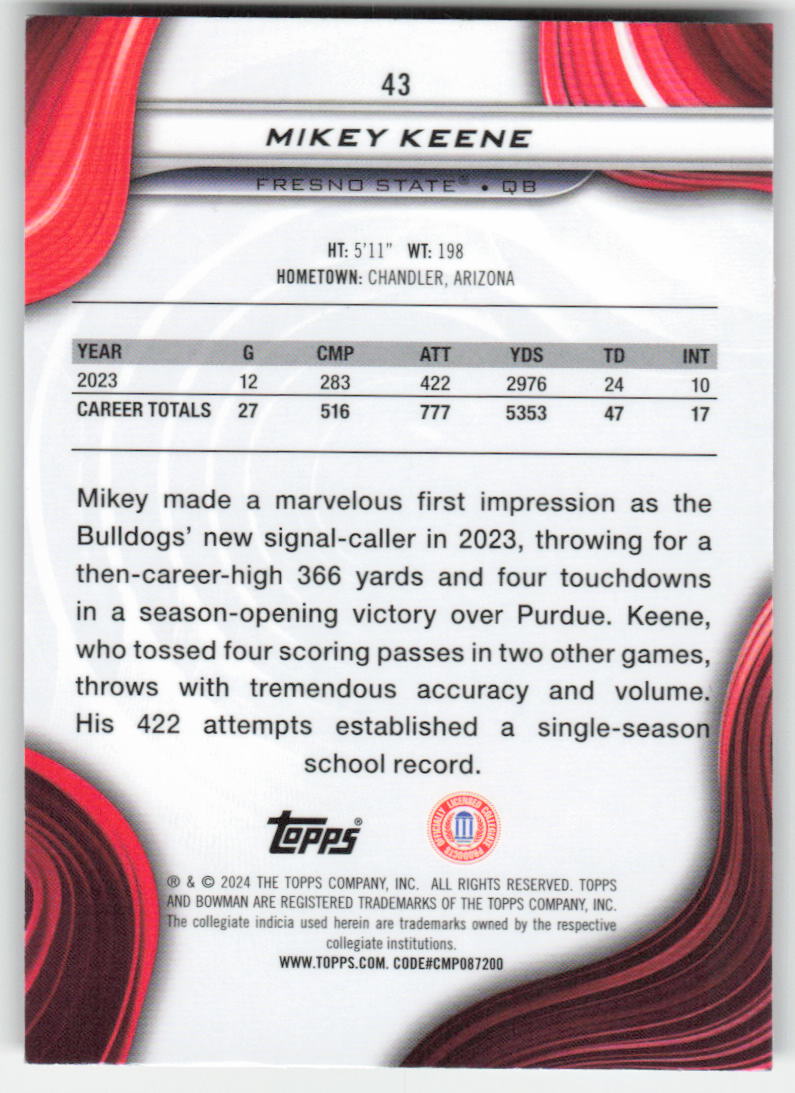 43
MIKEY KEENE
FRESNO STATE® • QB
HT: 5'11" WT: 198
HOMETOWN: CHANDLER, ARIZONA
YEAR G CMP ATT YDS TD INT
2023 12 283 422 2976 24 10
CAREER TOTALS 27 516 777 5353 47 17
Mikey made a marvelous first impression as the
Bulldogs' new signal-caller in 2023, throwing for a
then-career-high 366 yards and four touchdowns
in a season-opening victory over Purdue. Keene,
who tossed four scoring passes in two other games,
throws with tremendous accuracy and volume.
His 422 attempts established a single-season
school record.
Topps®
OFFICIALLY LICENSED COLLEGIATE PRODUCTS
® & © 2024 THE TOPPS COMPANY, INC. ALL RIGHTS RESERVED. TOPPS
AND BOWMAN ARE REGISTERED TRADEMARKS OF THE TOPPS COMPANY, INC.
The collegiate indicia used herein are trademarks owned by the respective
collegiate institutions.
WWW.TOPPS.COM. CODE#CMP087200